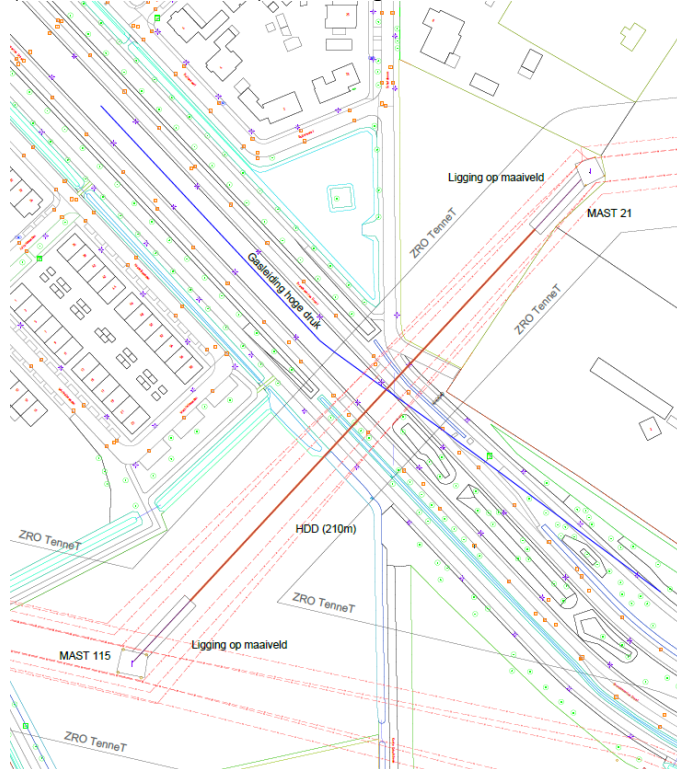 Ligging op maaiveld
MAST 21
ZRO TenneT
ZRO TenneT
Gasleiding hoge druk
HDD (210m)
ZRO TenneT
ZRO TenneT
Ligging op maaiveld
MAST 115
ZRO TenneT